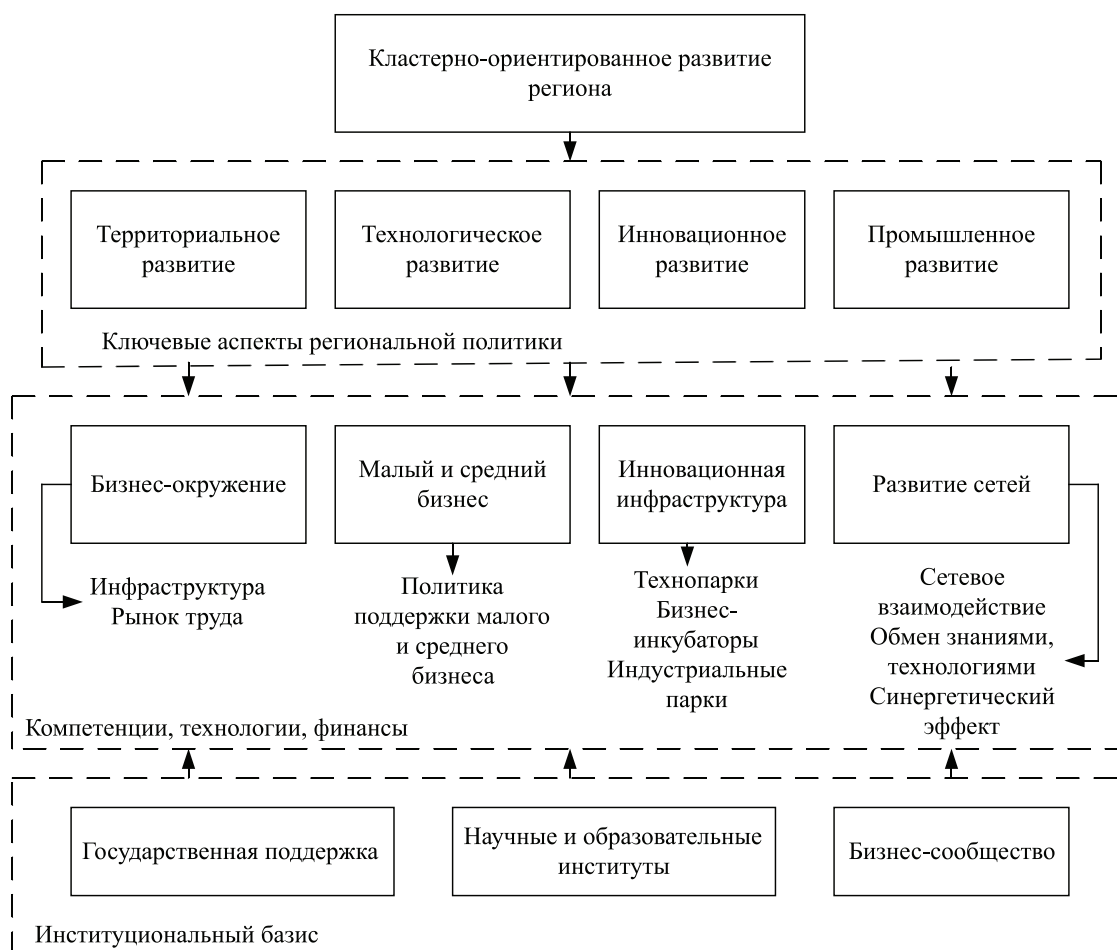 Кластерно-ориентированное развитие
региона
Территориальное
развитие
Технологическое
развитие
Инновационное
развитие
Промышленное
развитие
Ключевые аспекты региональной политики
Бизнес-окружение
Малый и средний
бизнес
Инновационная
инфраструктура
Развитие сетей
Инфраструктура
Рынок труда
Политика
поддержки малого
и среднего
бизнеса
Технопарки
Бизнес-
инкубаторы
Индустриальные
парки
Сетевое
взаимодействие
Обмен знаниями,
технологиями
Синергетический
эффект
Компетенции, технологии, финансы
Государственная поддержка
Научные и образовательные
институты
Бизнес-сообщество
Институциональный базис